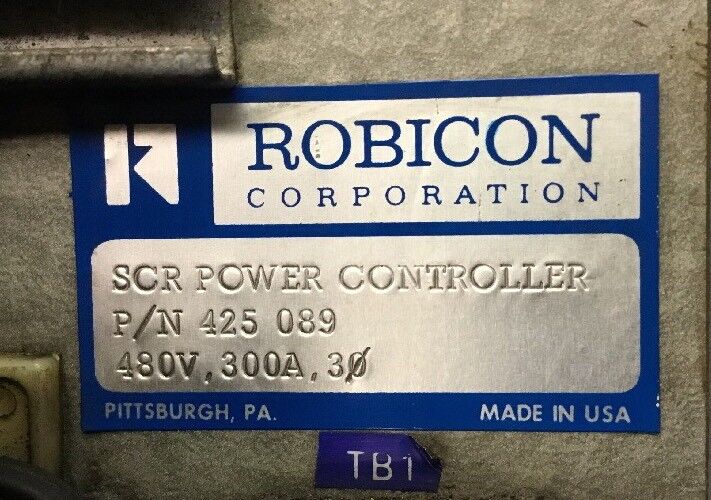 ROBICON
CORPORATION
SCR POWER CONTROLLER
P/N 425 089
480V,300A,3Ø
PITTSBURGH, PA. MADE IN USA
TB1